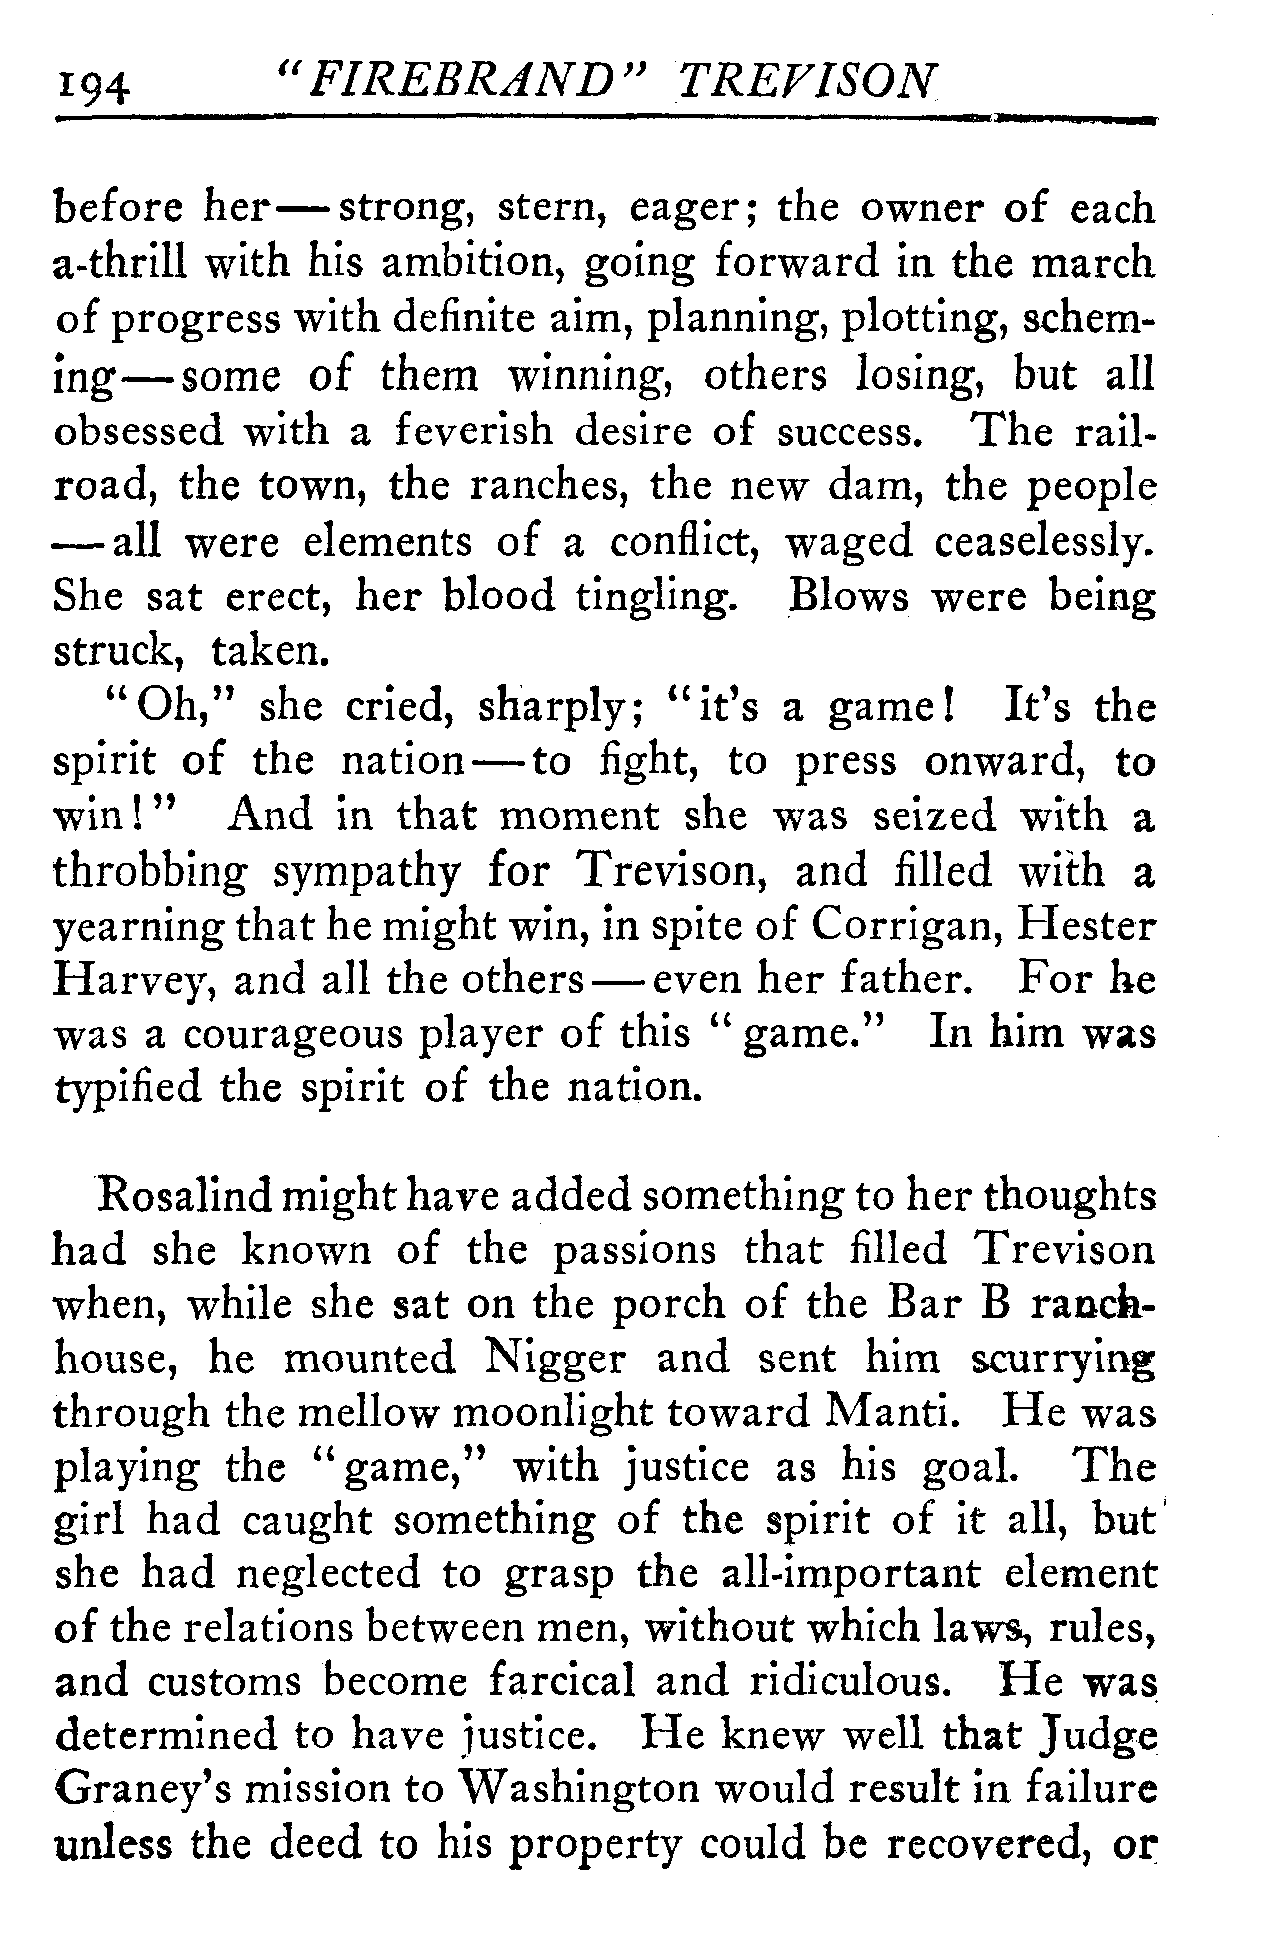 194 "FIREBRAND" TREVISON
before her—strong, stern, eager; the owner of each
a-thrill with his ambition, going forward in the march
of progress with definite aim, planning, plotting, schem-
ing—some of them winning, others losing, but all
obsessed with a feverish desire of success. The rail-
road, the town, the ranches, the new dam, the people
—all were elements of a conflict, waged ceaselessly.
She sat erect, her blood tingling. Blows were being
struck, taken.
"Oh," she cried, sharply; "it's a game! It's the
spirit of the nation—to fight, to press onward, to
win!" And in that moment she was seized with a
throbbing sympathy for Trevison, and filled with a
yearning that he might win, in spite of Corrigan, Hester
Harvey, and all the others—even her father. For he
was a courageous player of this "game." In him was
typified the spirit of the nation.
Rosalind might have added something to her thoughts
had she known of the passions that filled Trevison
when, while she sat on the porch of the Bar B ranch-
house, he mounted Nigger and sent him scurrying
through the mellow moonlight toward Manti. He was
playing the "game," with justice as his goal. The
girl had caught something of the spirit of it all, but
she had neglected to grasp the all-important element
of the relations between men, without which laws, rules,
and customs become farcical and ridiculous. He was
determined to have justice. He knew well that Judge
Graney's mission to Washington would result in failure
unless the deed to his property could be recovered, or